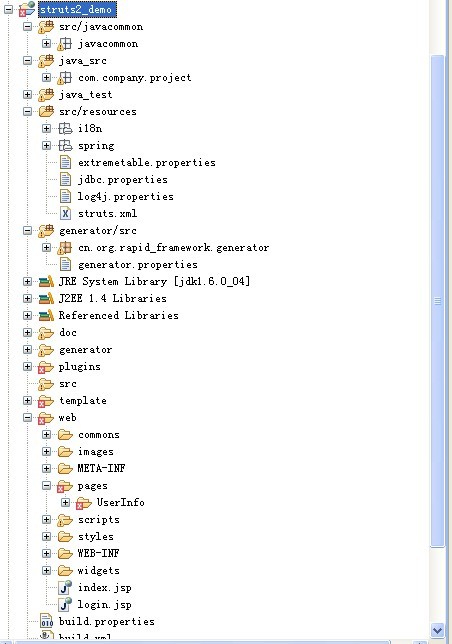 struts2_demo
src/javacommon
javacommon
java_src
com.company.project
java_test
src/resources
i18n
spring
extremetable.properties
jdbc.properties
log4j.properties
struts.xml
generator/src
cn.org.rapid_framework.generator
generator.properties
JRE System Library [jdk1.6.0_04]
J2EE 1.4 Libraries
Referenced Libraries
doc
generator
plugins
src
template
web
commons
images
META-INF
pages
UserInfo
scripts
styles
WEB-INF
widgets
index.jsp
login.jsp
build.properties
build.xml